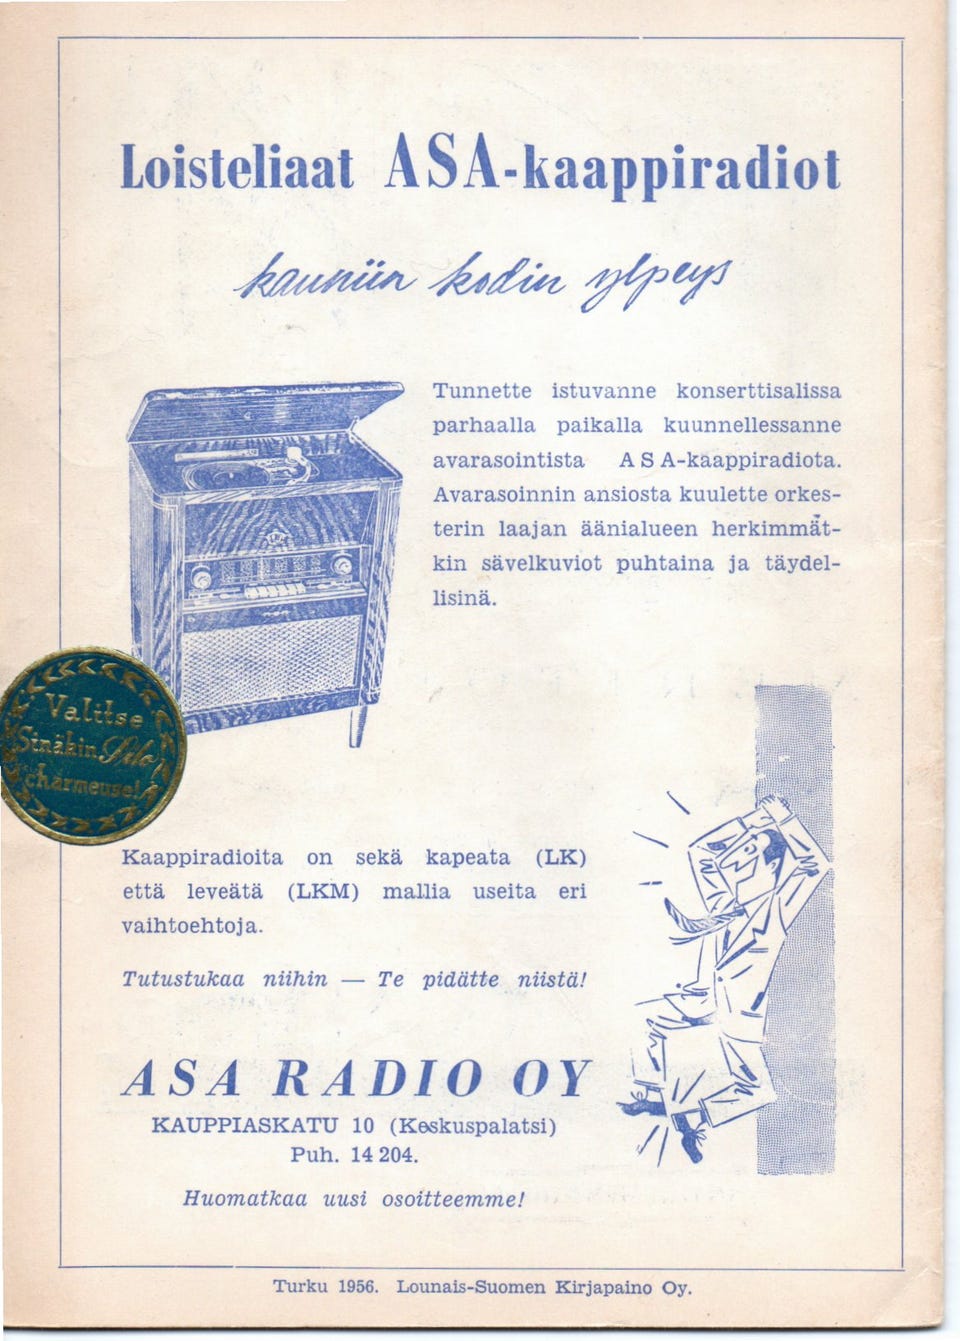 Loisteliaat ASA-kaappiradiot
kauniin kodin ylpeys
Tunnette istuvanne konserttisalissa
parhaalla paikalla kuunnellessanne
avarasointista A S A-kaappiradiota.
Avarasoinnin ansiosta kuulette orkes-
terin laajan äänialueen herkimmät-
kin sävelkuviot puhtaina ja täydel-
lisinä.
Valitse
Sinäkin Silo
charmeuse!
Kaappiradioita on sekä kapeata (LK)
että leveätä (LKM) mallia useita eri
vaihtoehtoja.
Tutustukaa niihin — Te pidätte niistä!
ASA RADIO OY
KAUPPIASKATU 10 (Keskuspalatsi)
Puh. 14 204.
Huomatkaa uusi osoitteemme!
Turku 1956. Lounais-Suomen Kirjapaino Oy.